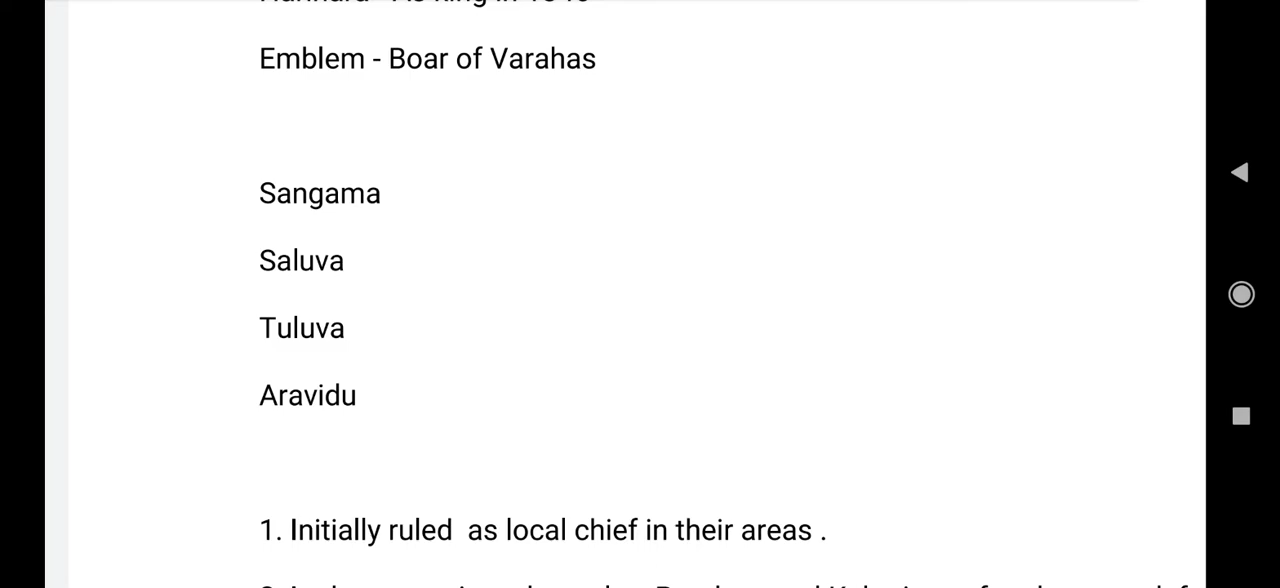 Emblem - Boar of Varahas
Sangama
Saluva
Tuluva
Aravidu
1. Initially ruled  as local chief in their areas .